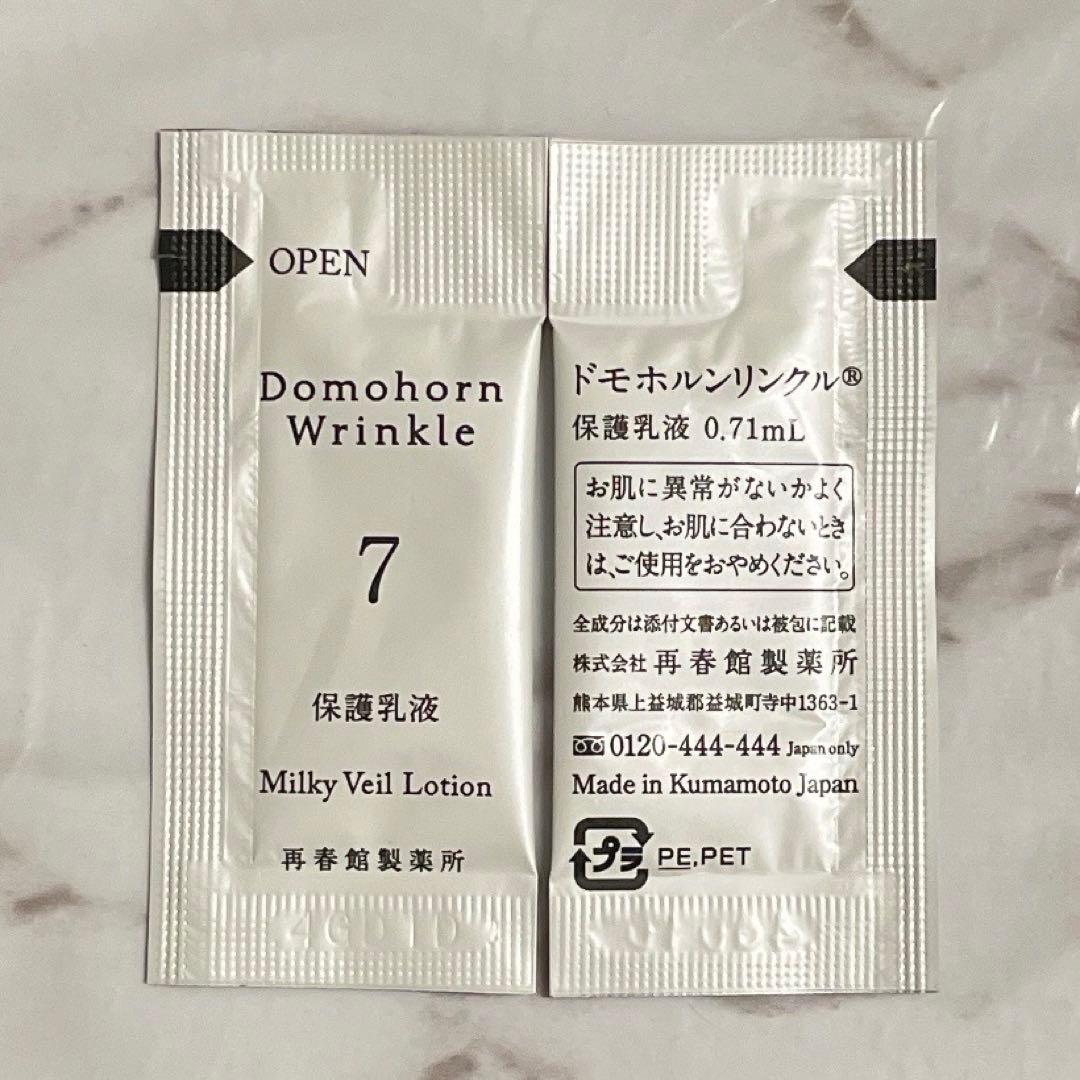 OPEN
Domohorn
Wrinkle
7
保護乳液
Milky Veil Lotion
再春館製薬所
ドモホルンリンクル®
保護乳液 0.71mL
お肌に異常がないかよく
注意し、お肌に合わないとき
は、ご使用をおやめください。
全成分は添付文書あるいは被包に記載
株式会社 再春館製薬所
熊本県上益城郡益城町寺中1363-1
0120-444-444 Japan only
Made in Kumamoto Japan
プラ PE,PET